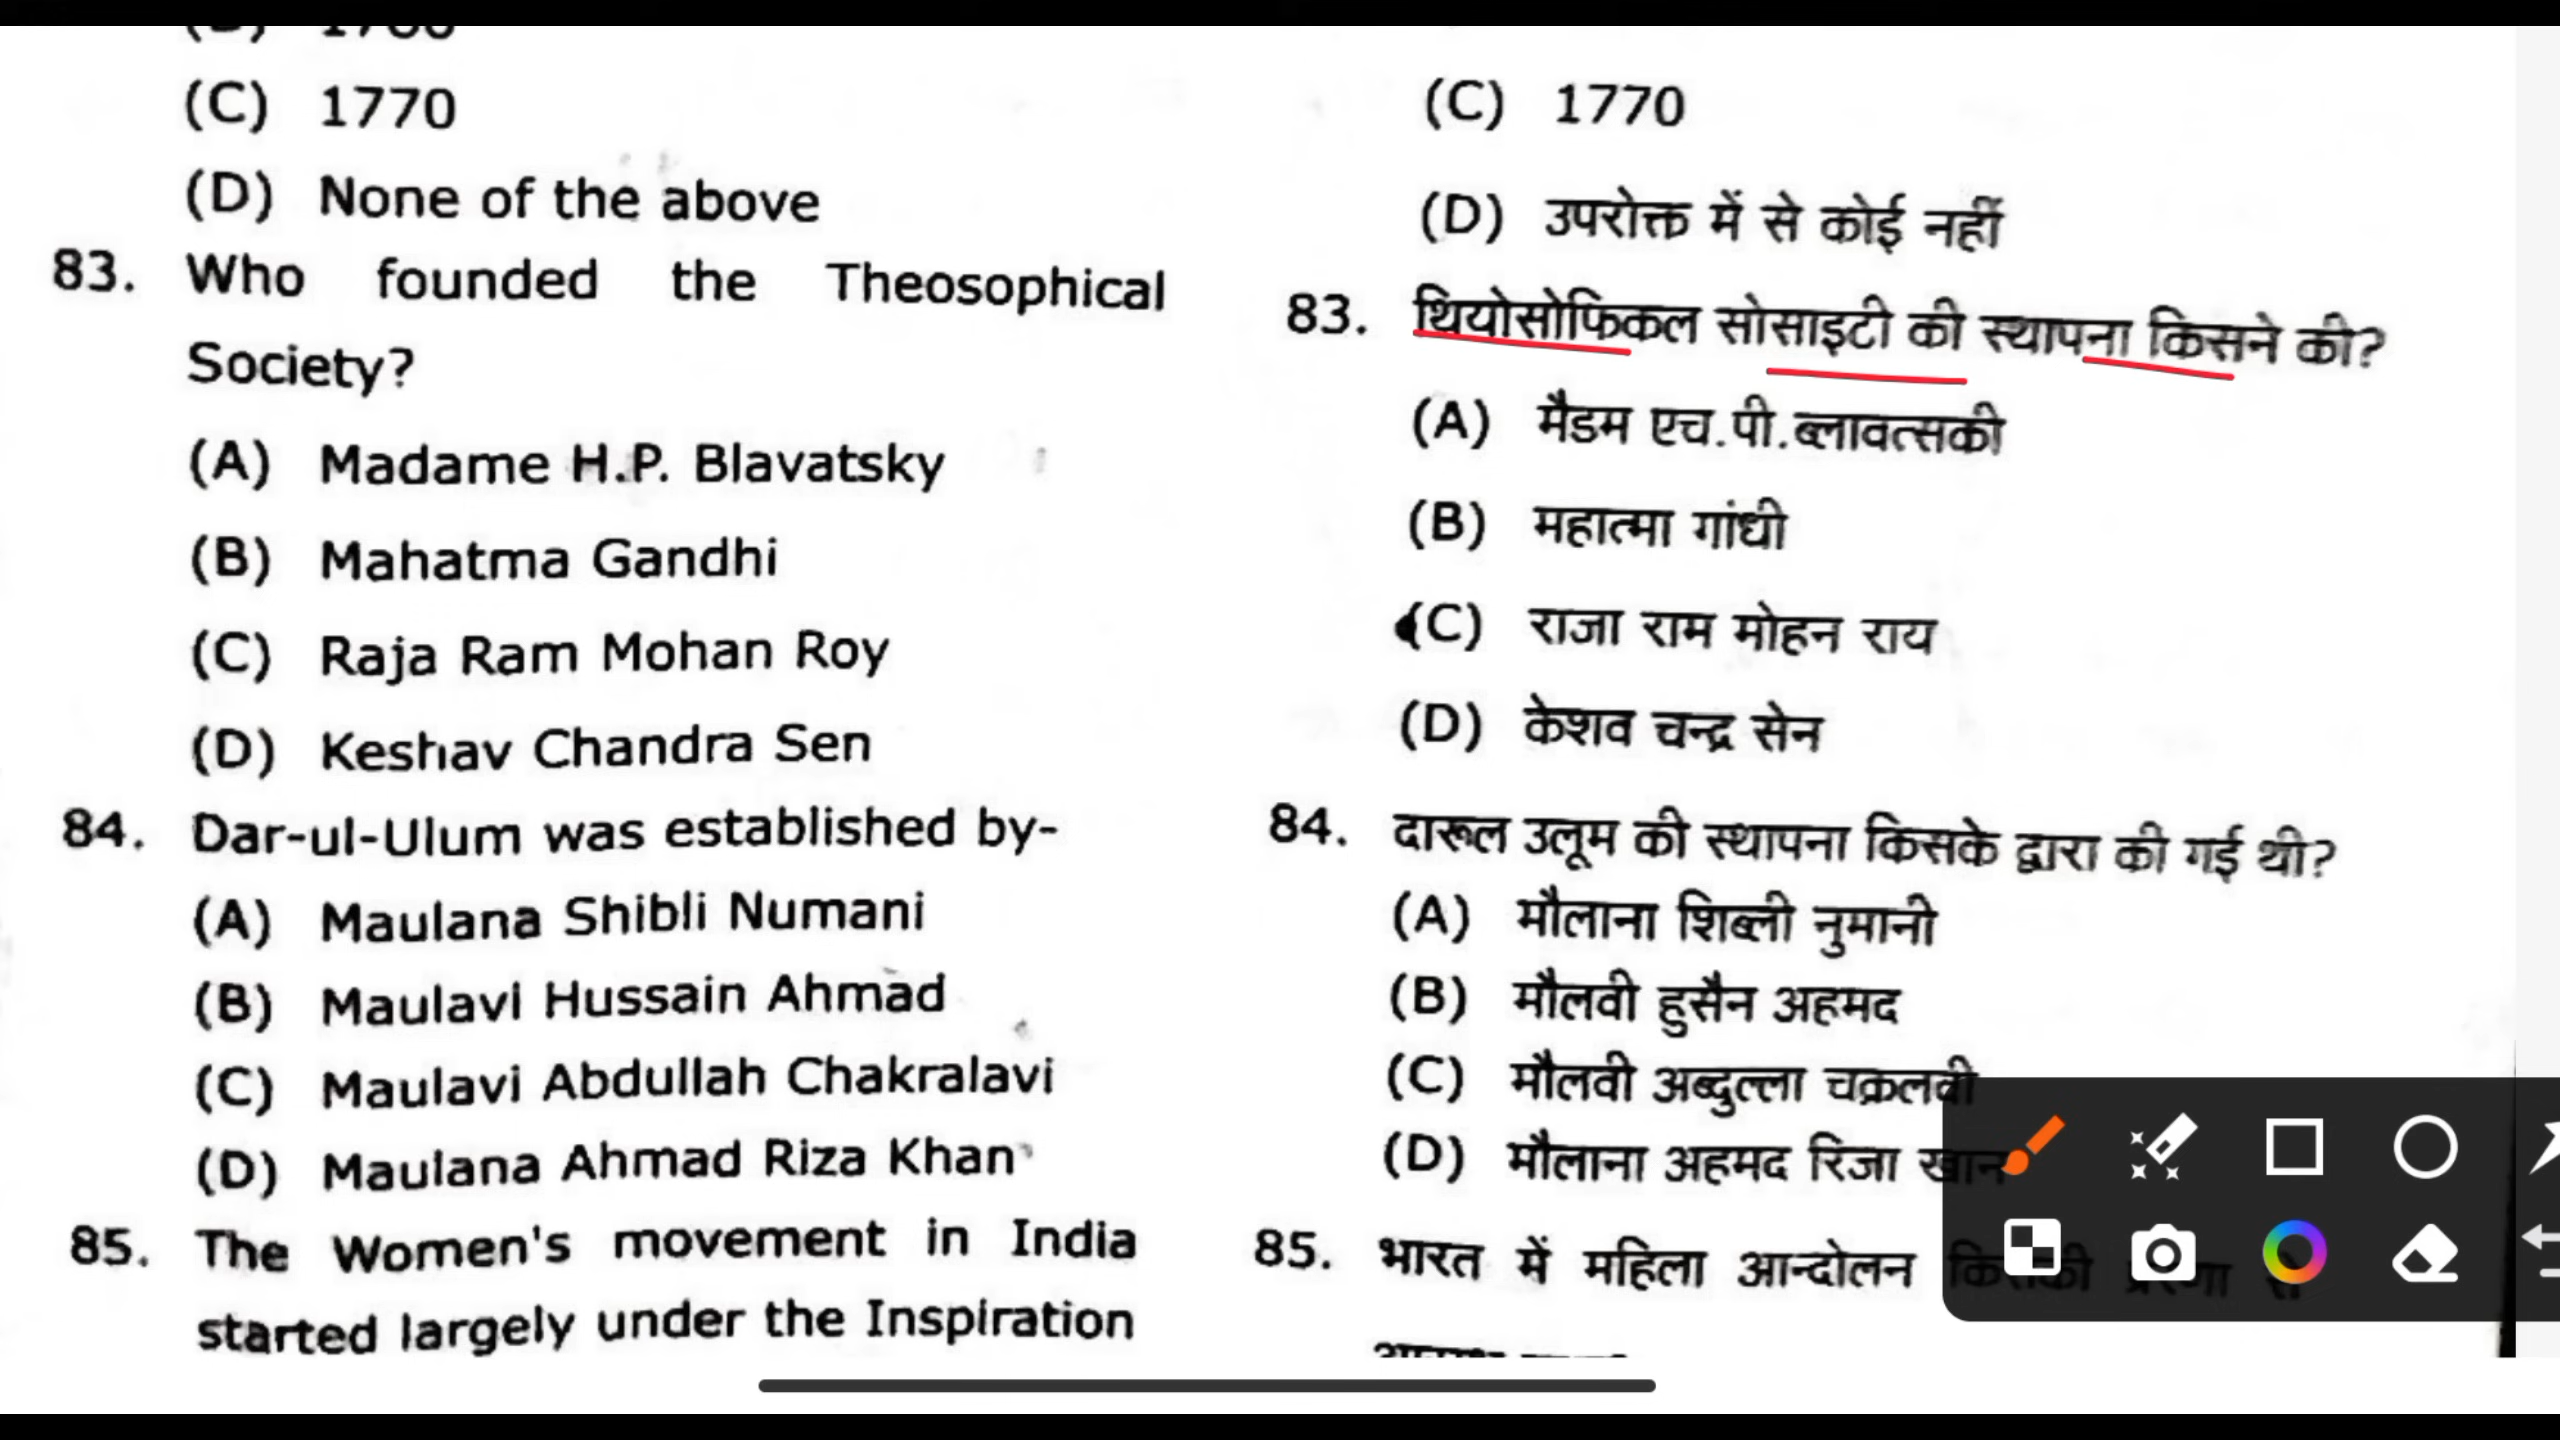 (C) 1770
(D) None of the above
83. Who founded the Theosophical
Society?
(A) Madame H.P. Blavatsky
(B) Mahatma Gandhi
(C) Raja Ram Mohan Roy
(D) Keshav Chandra Sen
84. Dar-ul-Ulum was established by-
(A) Maulana Shibli Numani
(B) Maulavi Hussain Ahmad
(C) Maulavi Abdullah Chakralavi
(D) Maulana Ahmad Riza Khan
85. The Women's movement in India
started largely under the Inspiration
(C) 1770
(D) उपरोक्त में से कोई नहीं
83. थियोसोफिकल सोसाइटी की स्थापना किसने की?
(A) मैडम एच.पी.ब्लावत्सकी
(B) महात्मा गांधी
(C) राजा राम मोहन राय
(D) केशव चन्द्र सेन
84. दारूल उलूम की स्थापना किसके द्वारा की गई थी?
(A) मौलाना शिब्ली नुमानी
(B) मौलवी हुसैन अहमद
(C) मौलवी अब्दुल्ला चक्रलवी
(D) मौलाना अहमद रिजा खान
85. भारत में महिला आन्दोलन